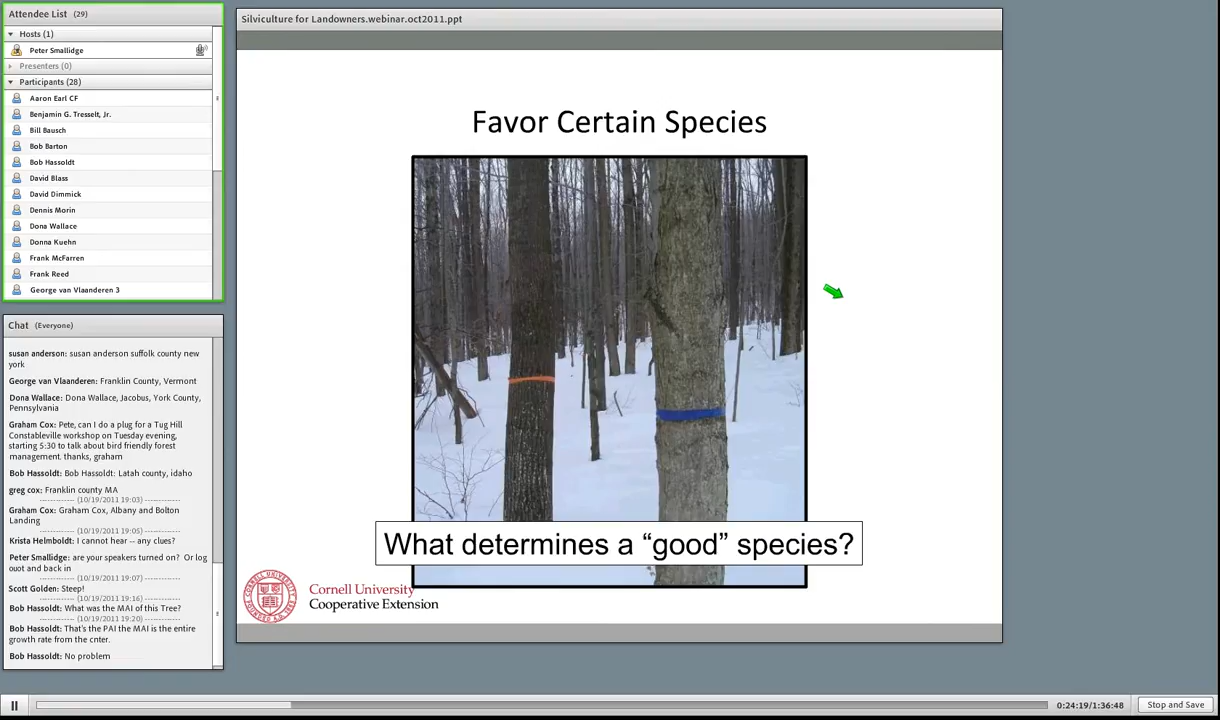 Attendee List (29)
Hosts (1)
Peter Smallidge
Presenters (0)
Participants (28)
Aaron Earl CF
Benjamin G. Tresselt, Jr.
Bill Bausch
Bob Barton
Bob Hassoldt
David Blass
David Dimmick
Dennis Morin
Dona Wallace
Donna Kuehn
Frank McFarren
Frank Reed
George van Vlaanderen 3
Chat (Everyone)
susan anderson: susan anderson suffolk county new
york
George van Vlaanderen: Franklin County, Vermont
Dona Wallace: Dona Wallace, Jacobus, York County,
Pennsylvania
Graham Cox: Pete, can I do a plug for a Tug Hill
Constableville workshop on Tuesday evening,
starting 5:30 to talk about bird friendly forest
management. thanks, graham
Bob Hassoldt: Bob Hassoldt: Latah county, idaho
greg cox: Franklin county MA
------------ (10/19/2011 19:03) ------------
Graham Cox: Graham Cox, Albany and Bolton
Landing
------------ (10/19/2011 19:05) ------------
Krista Helmboldt: I cannot hear -- any clues?
Peter Smallidge: are your speakers turned on? Or log
ouot and back in
------------ (10/19/2011 19:07) ------------
Scott Golden: Steep!
------------ (10/19/2011 19:16) ------------
Bob Hassoldt: What was the MAI of this Tree?
------------ (10/19/2011 19:20) ------------
Bob Hassoldt: That's the PAI the MAI is the entire
growth rate from the cnter.
Bob Hassoldt: No problem
Silviculture for Landowners.webinar.oct2011.ppt
Favor Certain Species
What determines a “good” species?
Cornell University
Cooperative Extension
0:24:19/1:36:48
Stop and Save